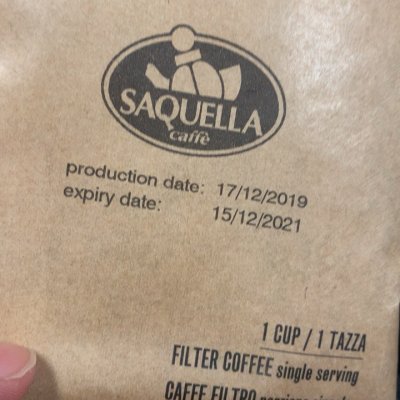 SAQUELLA
caffè
production date: 17/12/2019
expiry date: 15/12/2021
1 CUP / 1 TAZZA
FILTER COFFEE single serving
CAFFE FILTRO